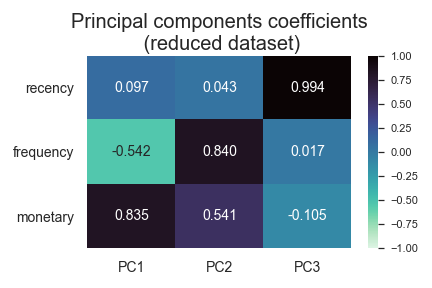 Principal components coefficients
(reduced dataset)
recency 0.097 0.043 0.994
frequency -0.542 0.840 0.017
monetary 0.835 0.541 -0.105
PC1 PC2 PC3
1.00
0.75
0.50
0.25
0.00
−0.25
−0.50
−0.75
−1.00